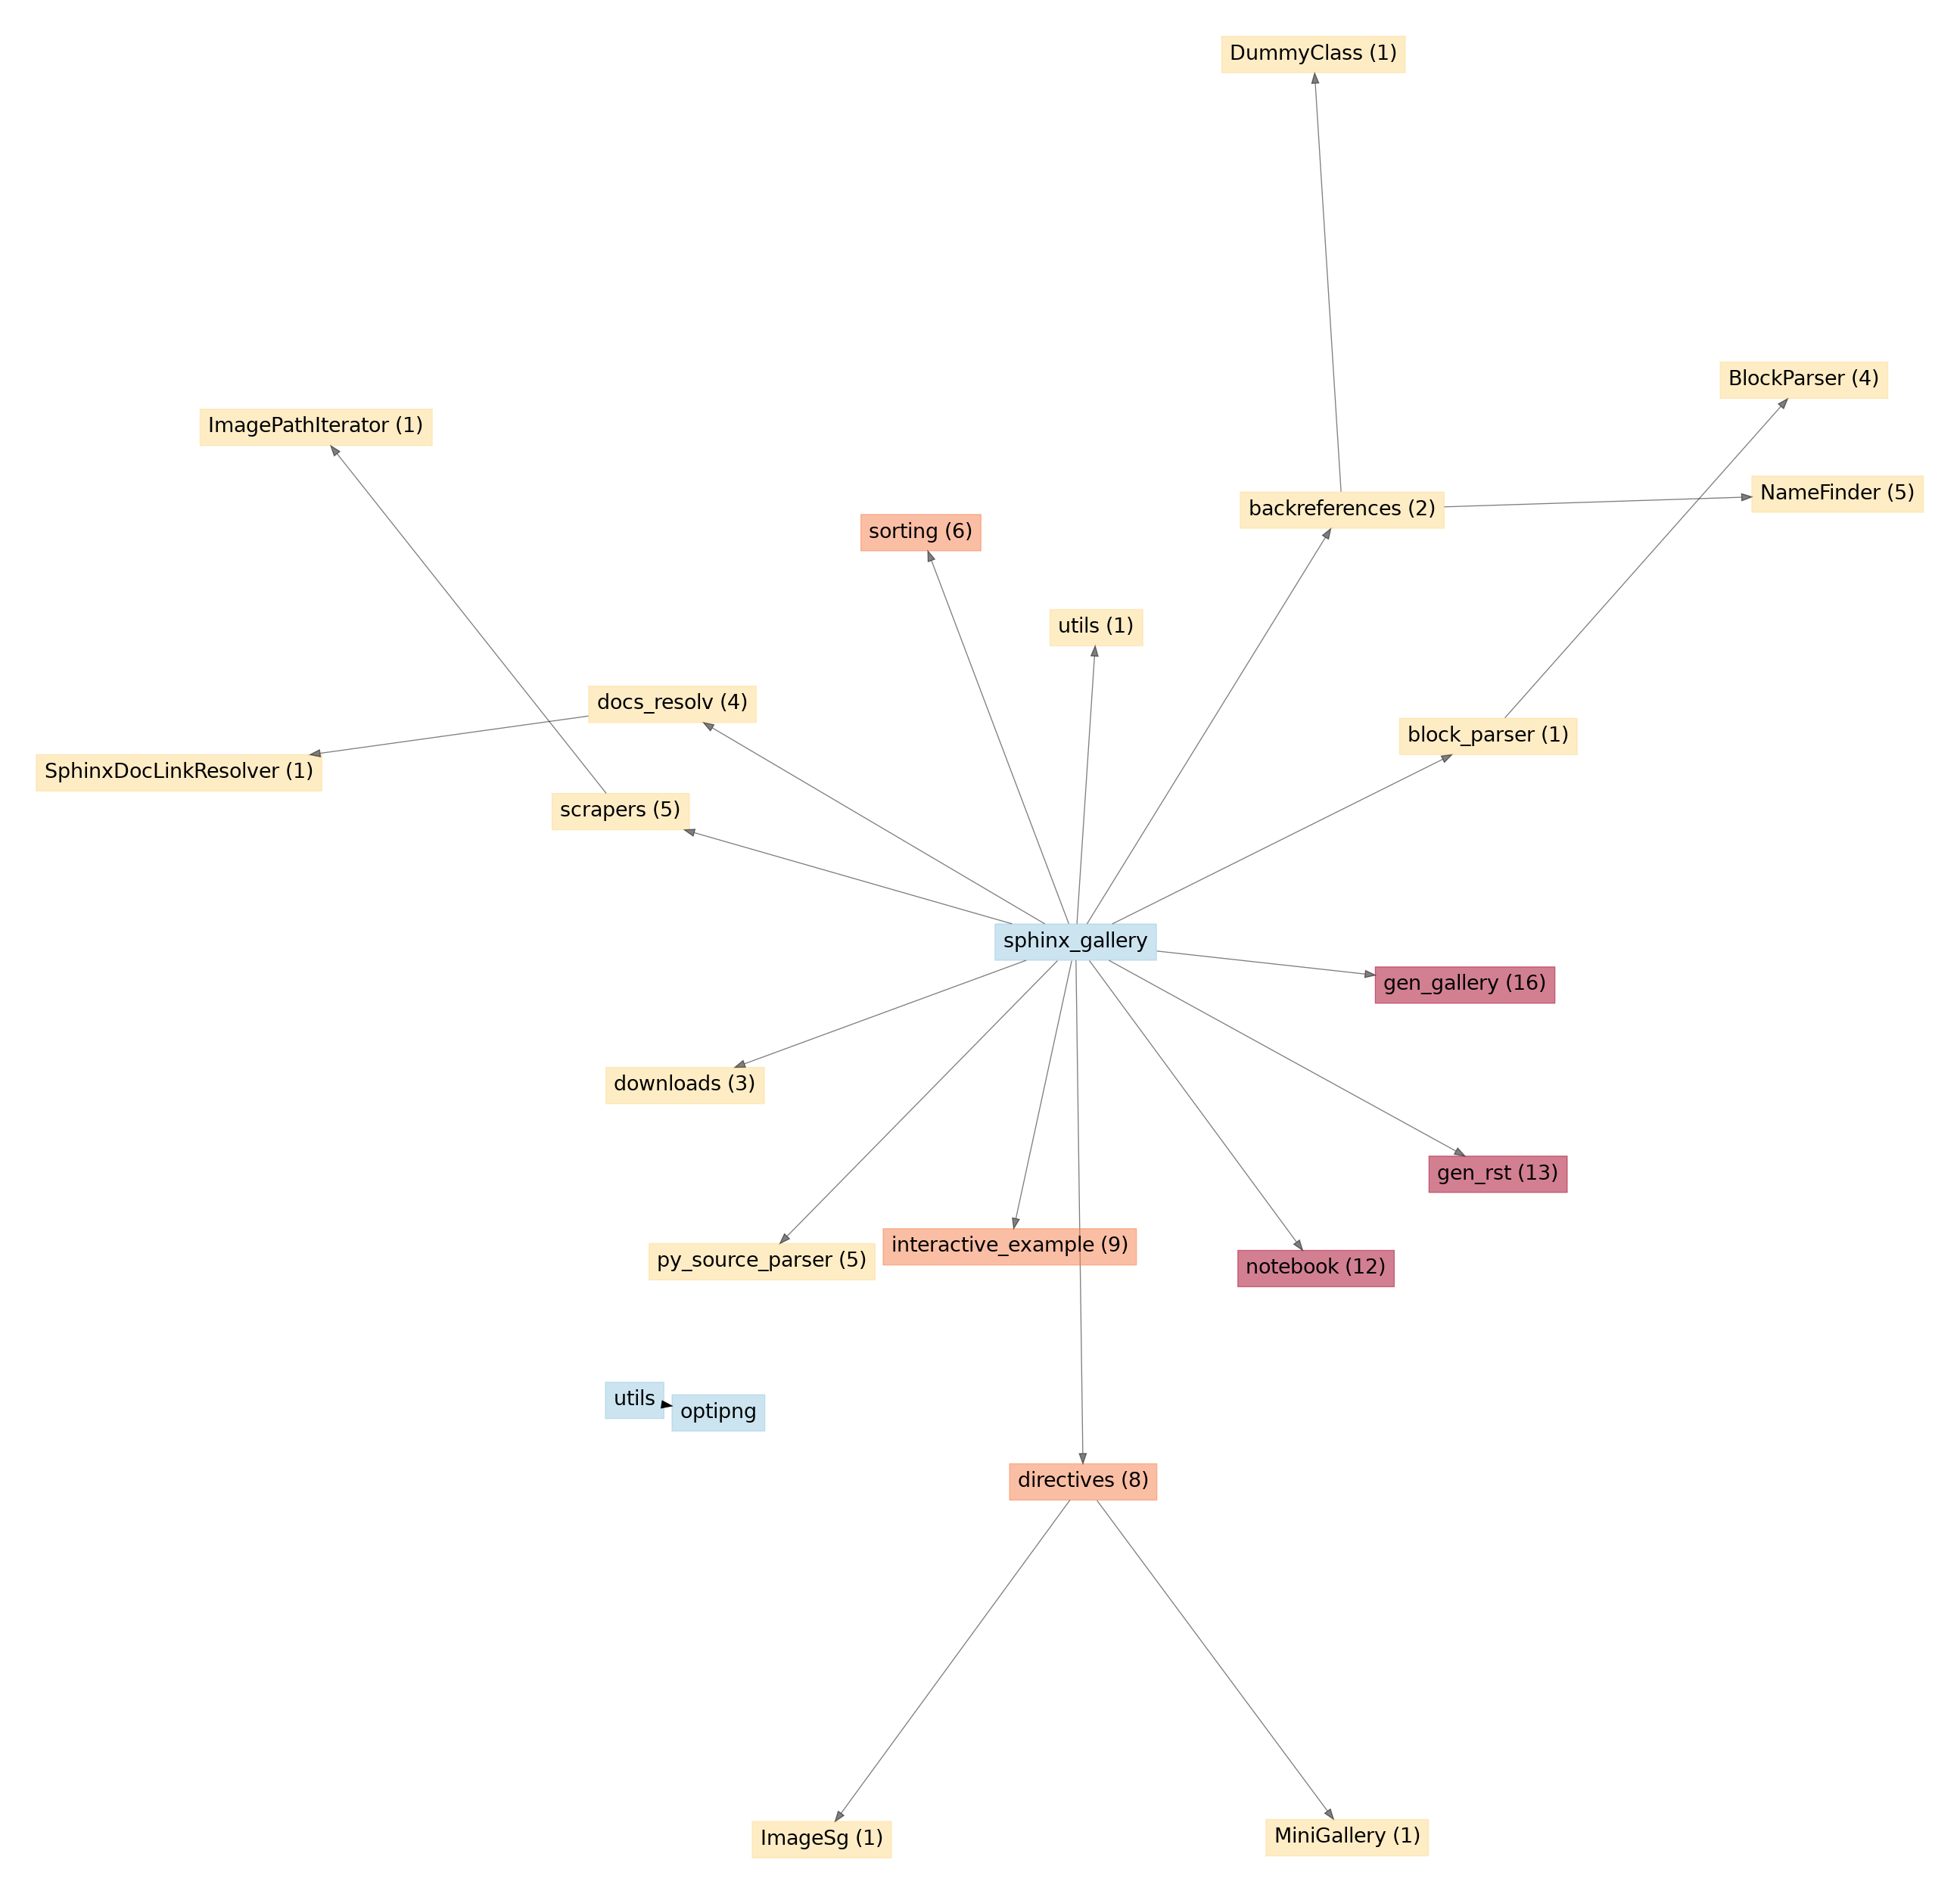 DummyClass (1)
BlockParser (4)
ImagePathIterator (1)
NameFinder (5)
backreferences (2)
sorting (6)
utils (1)
docs_resolv (4)
block_parser (1)
SphinxDocLinkResolver (1)
scrapers (5)
sphinx_gallery
gen_gallery (16)
downloads (3)
gen_rst (13)
interactive_example (9)
py_source_parser (5)
notebook (12)
utils
optipng
directives (8)
ImageSg (1)
MiniGallery (1)